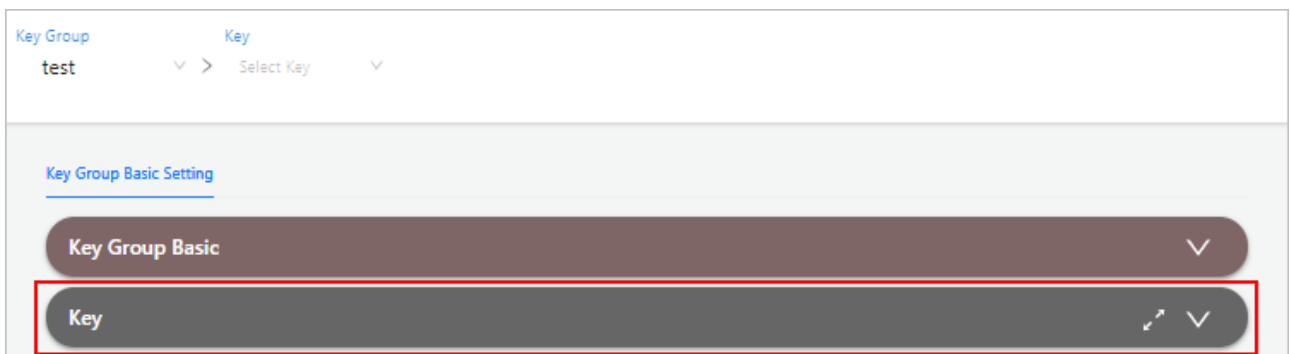 Key Group Key
test > Select Key
Key Group Basic Setting
Key Group Basic
Key